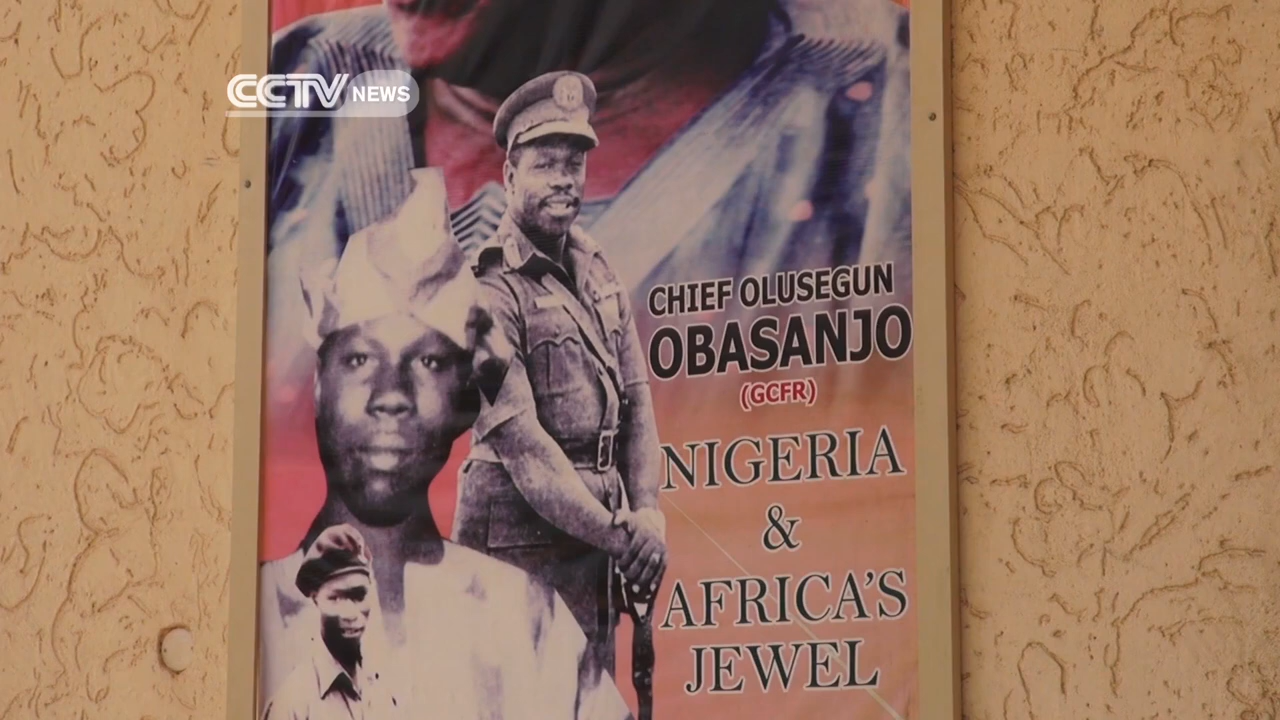 CCTV NEWS
CHIEF OLUSEGUN
OBASANJO
(GCFR)
NIGERIA
&
AFRICA'S
JEWEL